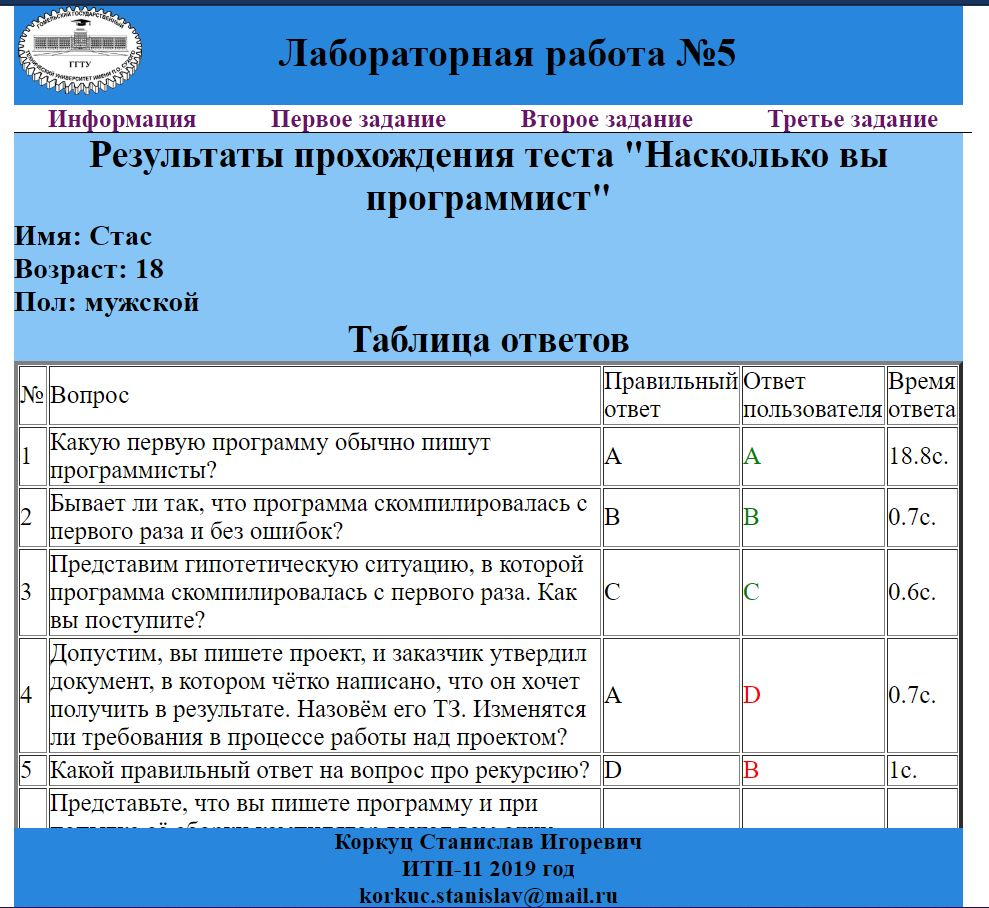 ГОМЕЛЬСКИЙ ГОСУДАРСТВЕННЫЙ
ГГТУ
Лабораторная работа №5
Информация Первое задание Второе задание Третье задание
Результаты прохождения теста "Насколько вы
программист"
Имя: Стас
Возраст: 18
Пол: мужской
Таблица ответов
№ Вопрос Правильный ответ Ответ пользователя Время ответа
1 Какую первую программу обычно пишут
программисты? A A 18.8с.
2 Бывает ли так, что программа скомпилировалась с
первого раза и без ошибок? B B 0.7с.
3 Представим гипотетическую ситуацию, в которой
программа скомпилировалась с первого раза. Как
вы поступите? C C 0.6с.
4 Допустим, вы пишете проект, и заказчик утвердил
документ, в котором чётко написано, что он хочет
получить в результате. Назовём его ТЗ. Изменятся
ли требования в процессе работы над проектом? A D 0.7с.
5 Какой правильный ответ на вопрос про рекурсию? D B 1с.
Представьте, что вы пишете программу и при
Коркуц Станислав Игоревич
ИТП-11 2019 год
korkuc.stanislav@mail.ru